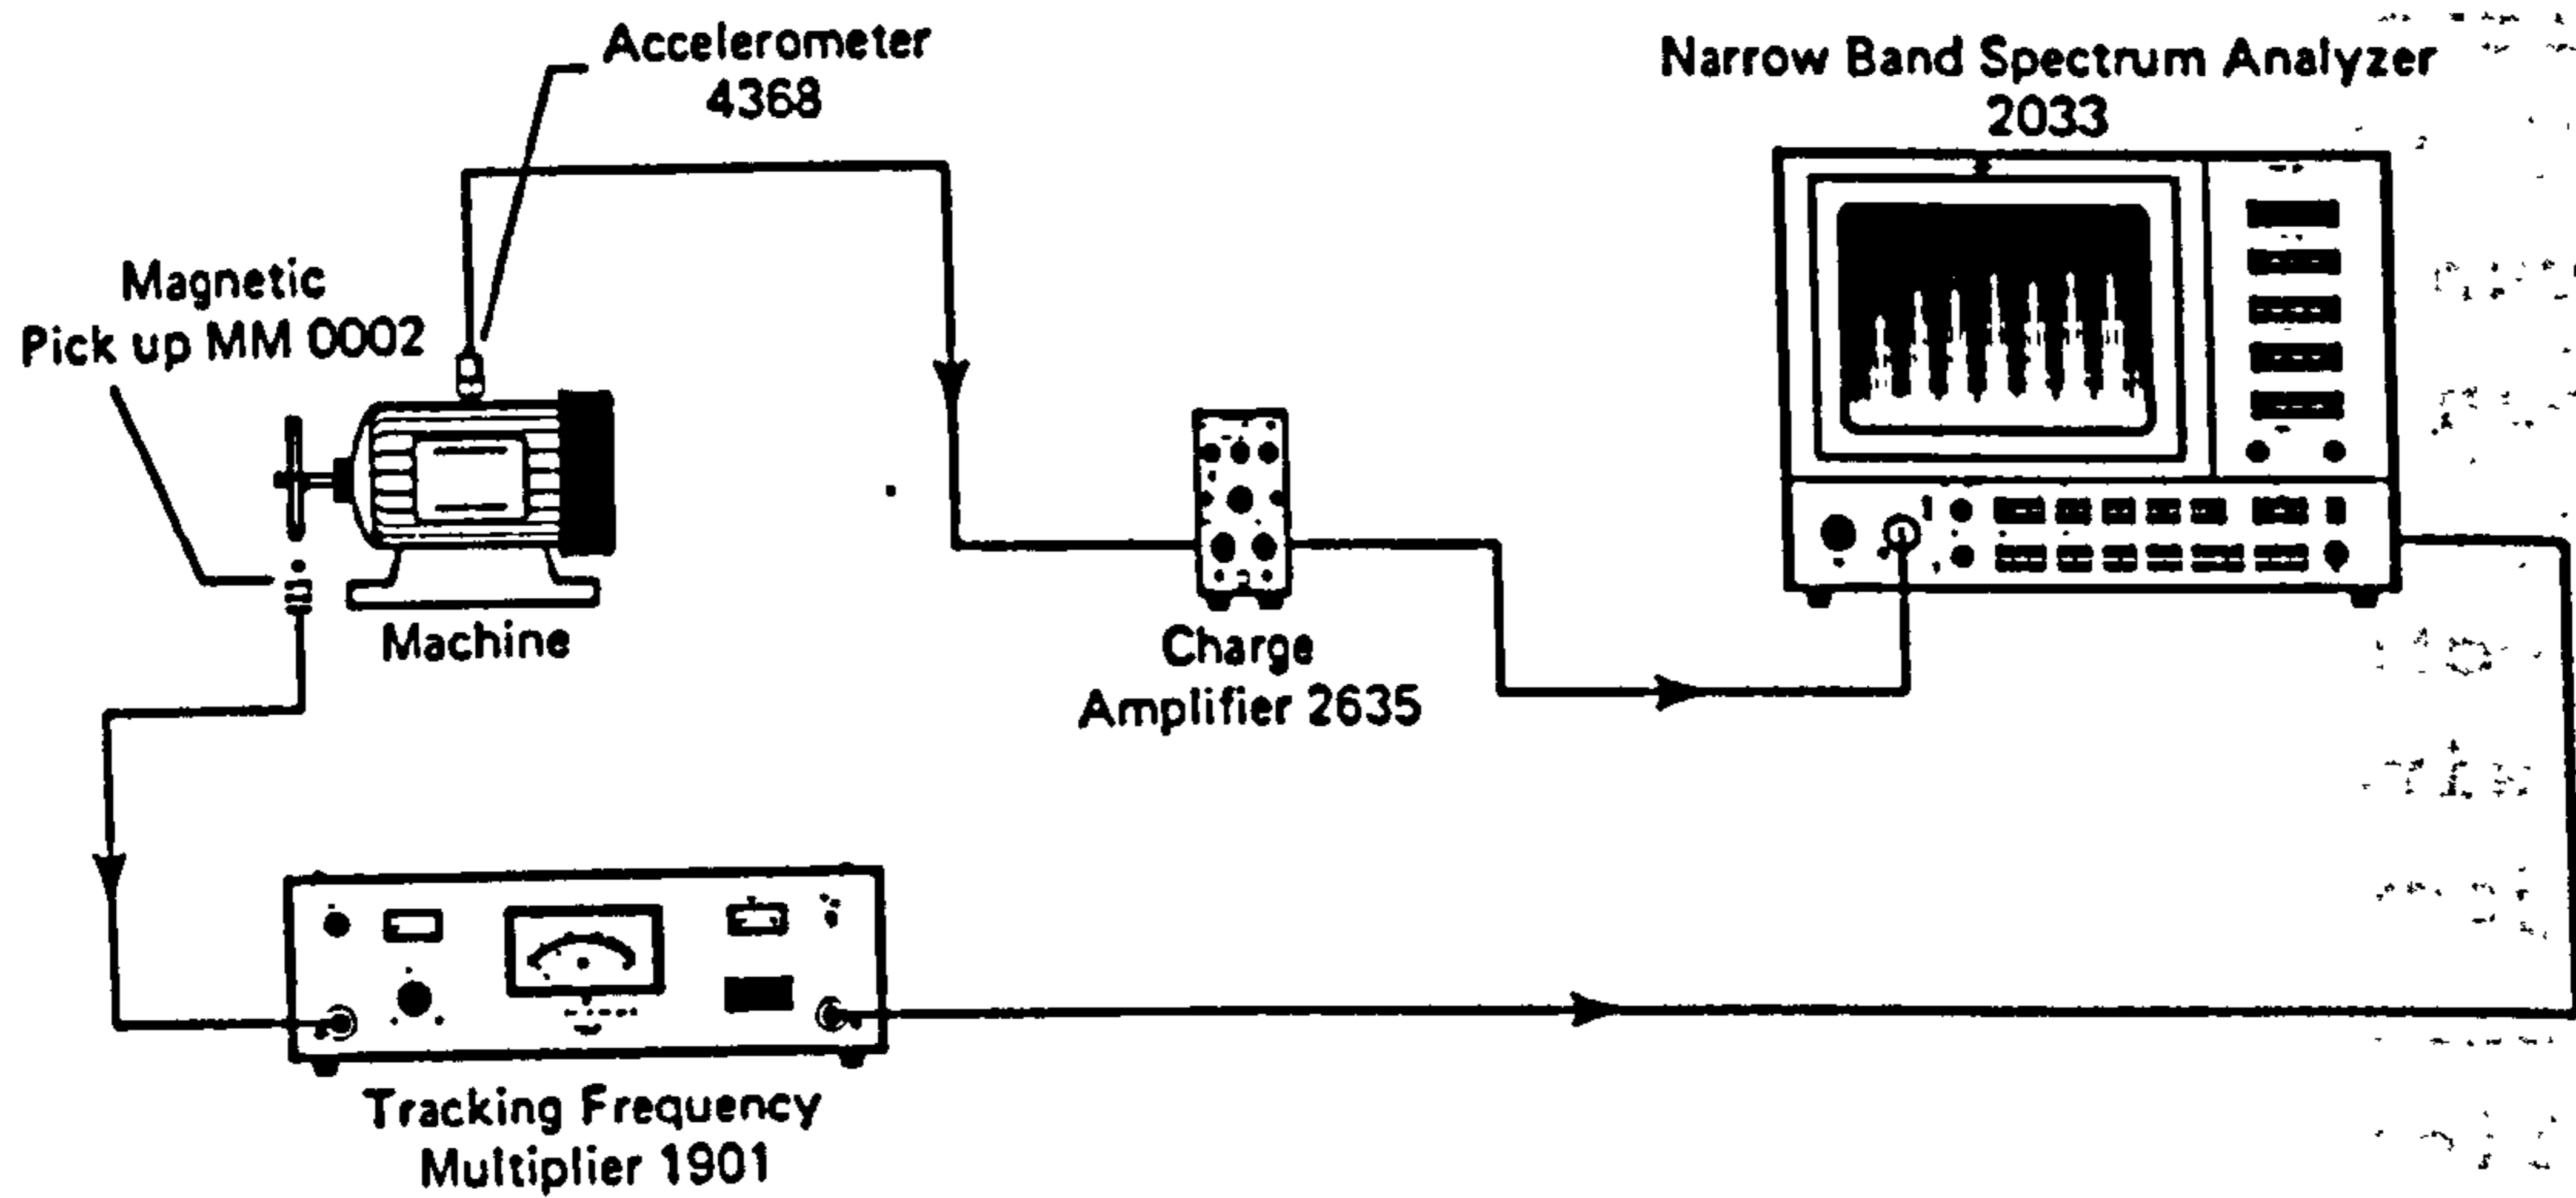 Accelerometer
4368
Narrow Band Spectrum Analyzer
2033
Magnetic
Pick up MM 0002
Machine
Charge
Amplifier 2635
Tracking Frequency
Multiplier 1901